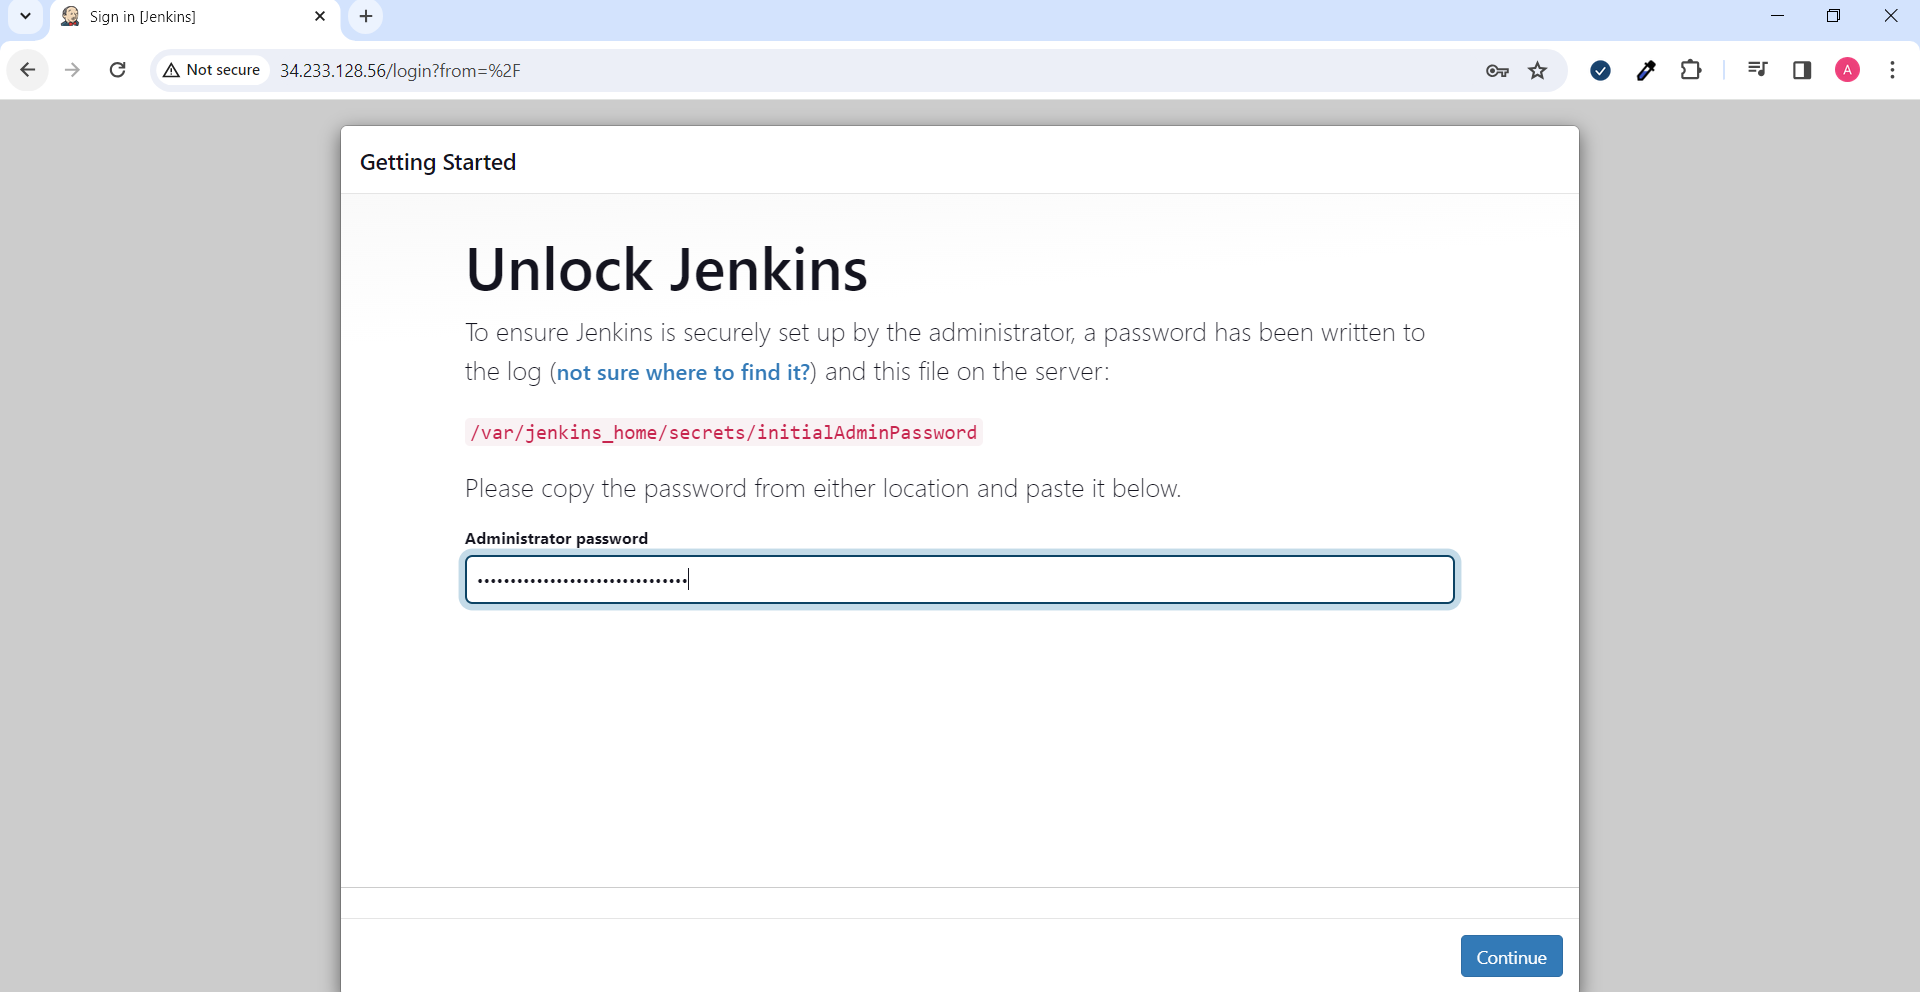 Sign in [Jenkins]
Not secure
34.233.128.56/login?from=%2F
A
Getting Started
Unlock Jenkins
To ensure Jenkins is securely set up by the administrator, a password has been written to
the log (not sure where to find it?) and this file on the server:
/var/jenkins_home/secrets/initialAdminPassword
Please copy the password from either location and paste it below.
Administrator password
••••••••••••••••••••••••••••••••
Continue